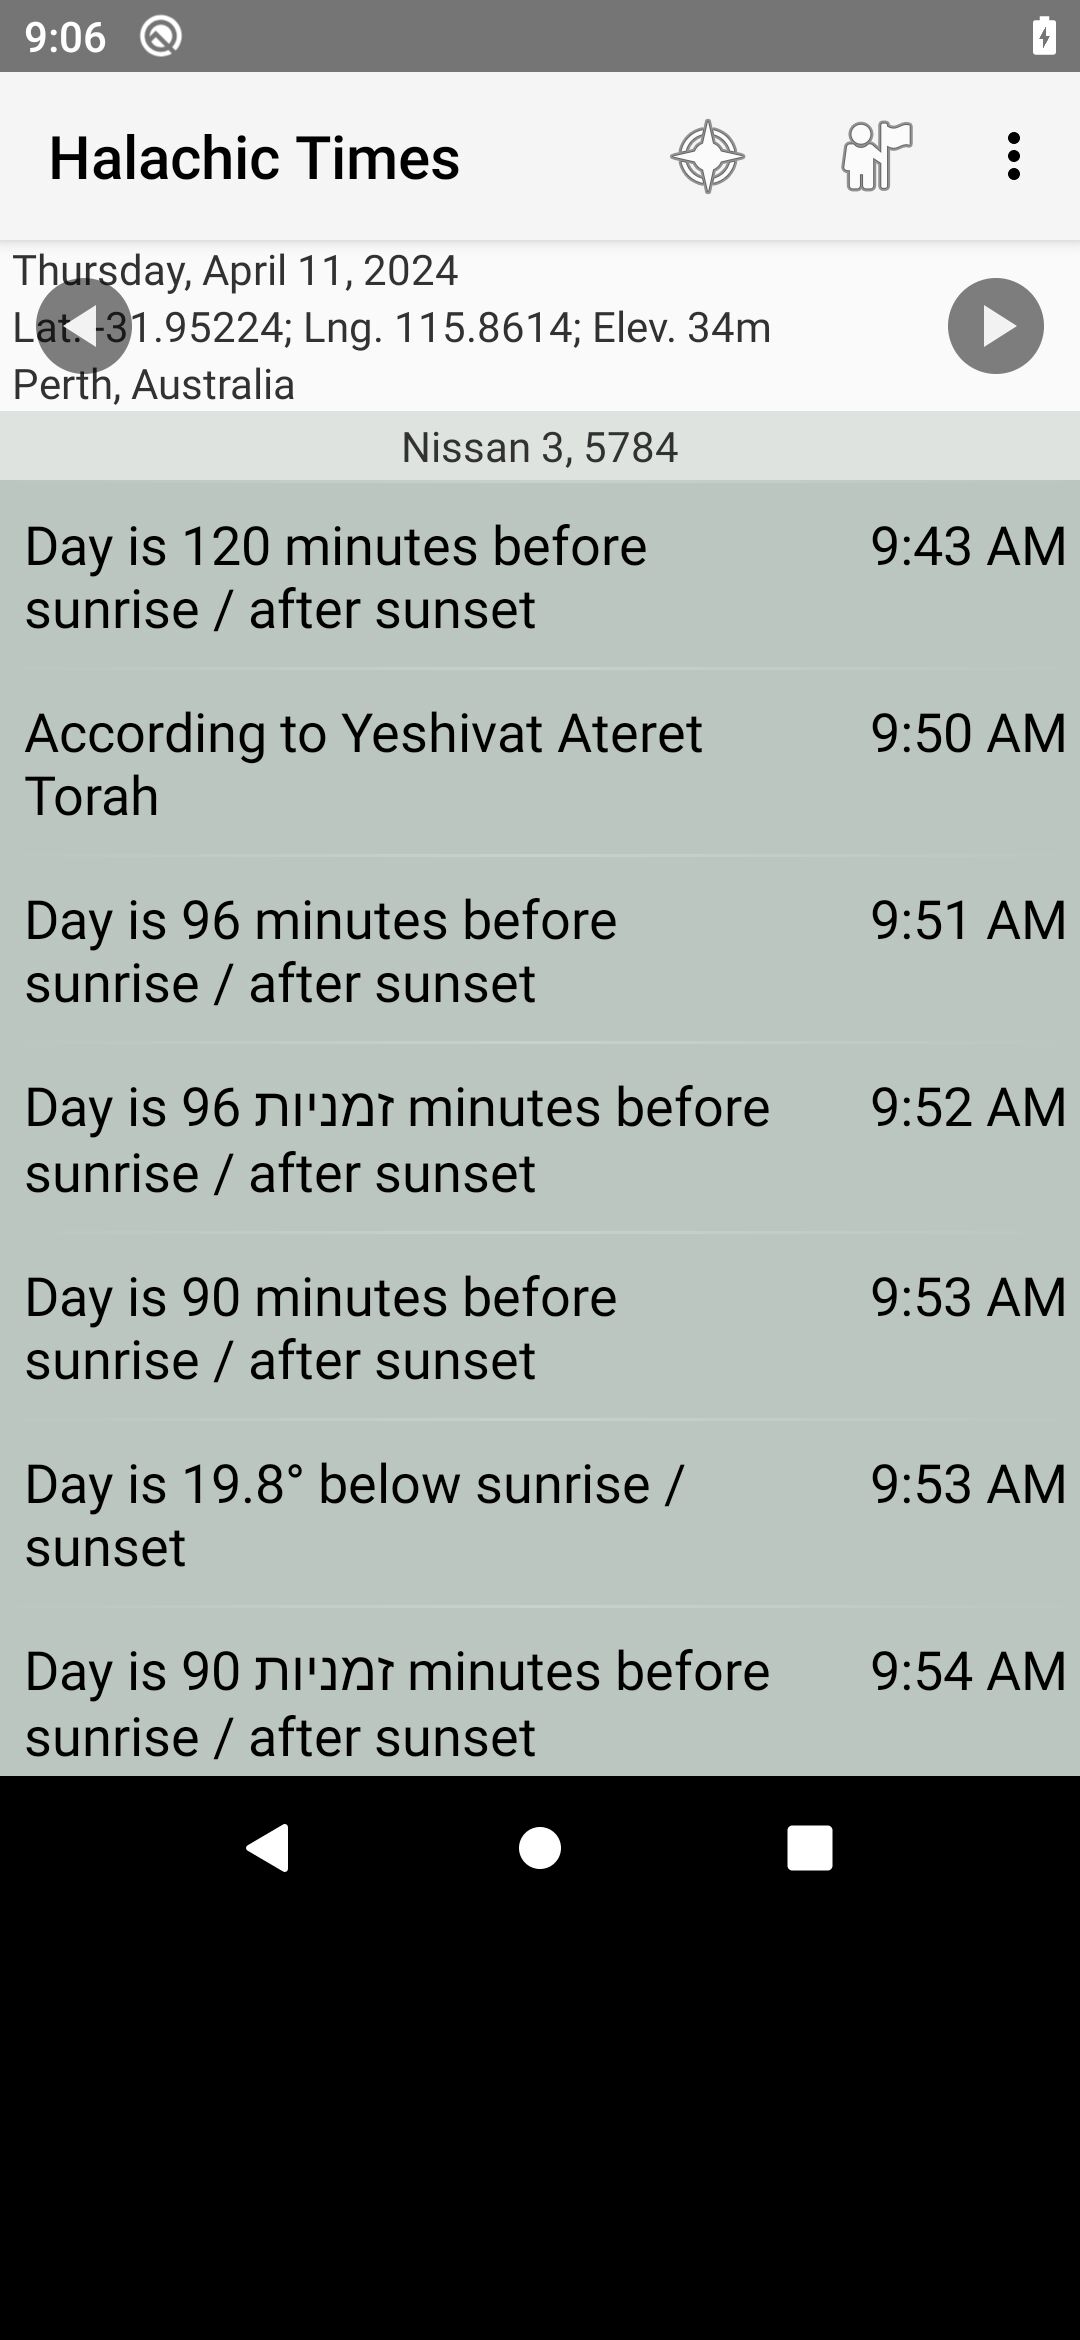 9:06
Halachic Times
Thursday, April 11, 2024
Lat. -31.95224; Lng. 115.8614; Elev. 34m
Perth, Australia
Nissan 3, 5784
Day is 120 minutes before 9:43 AM
sunrise / after sunset
According to Yeshivat Ateret 9:50 AM
Torah
Day is 96 minutes before 9:51 AM
sunrise / after sunset
Day is 96 זמניות minutes before 9:52 AM
sunrise / after sunset
Day is 90 minutes before 9:53 AM
sunrise / after sunset
Day is 19.8° below sunrise / 9:53 AM
sunset
Day is 90 זמניות minutes before 9:54 AM
sunrise / after sunset